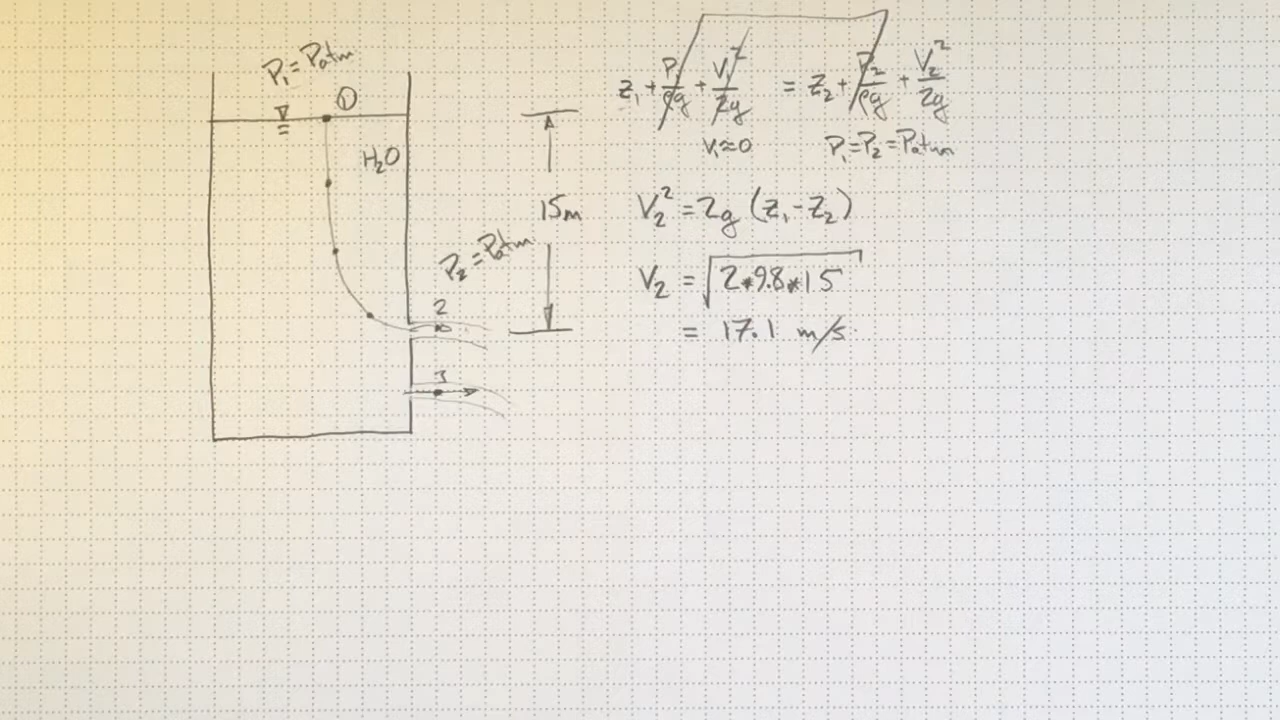 P₁ = Patm
①
H₂O
15m
P₂ = Patm
2
3
z₁ + P₁/ρg + V₁²/2g = z₂ + P₂/ρg + V₂²/2g
V₁≈0 P₁=P₂=Patm
V₂² = 2g (z₁-z₂)
V₂ = √2*9.8*15
= 17.1 m/s